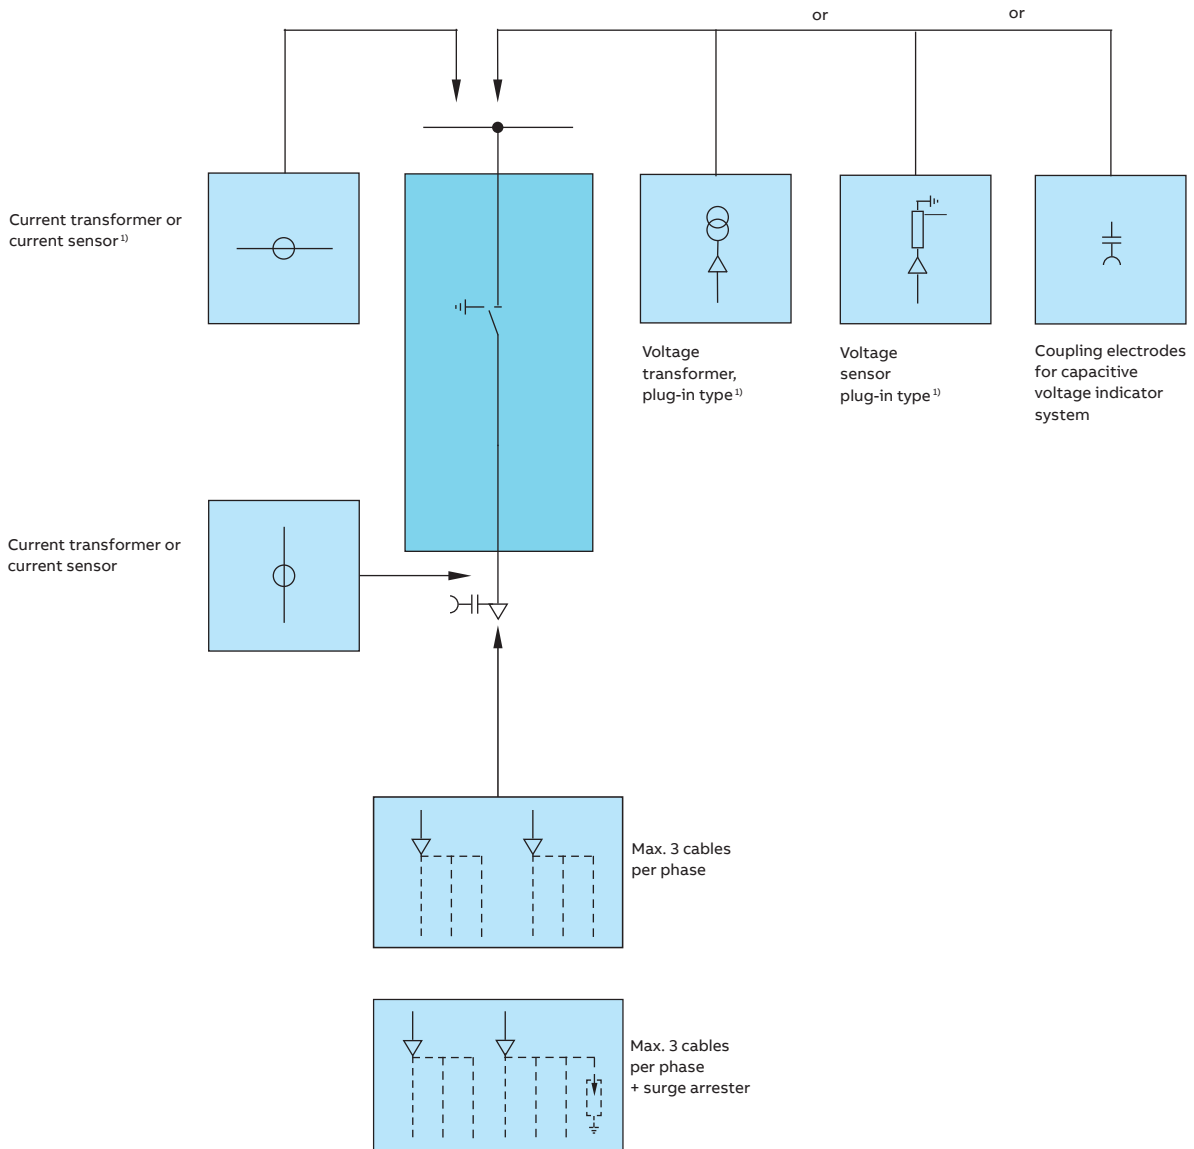 or
or
Current transformer or
current sensor 1)
Voltage
transformer,
plug-in type 1)
Voltage
sensor
plug-in type 1)
Coupling electrodes
for capacitive
voltage indicator
system
Current transformer or
current sensor
Max. 3 cables
per phase
Max. 3 cables
per phase
+ surge arrester